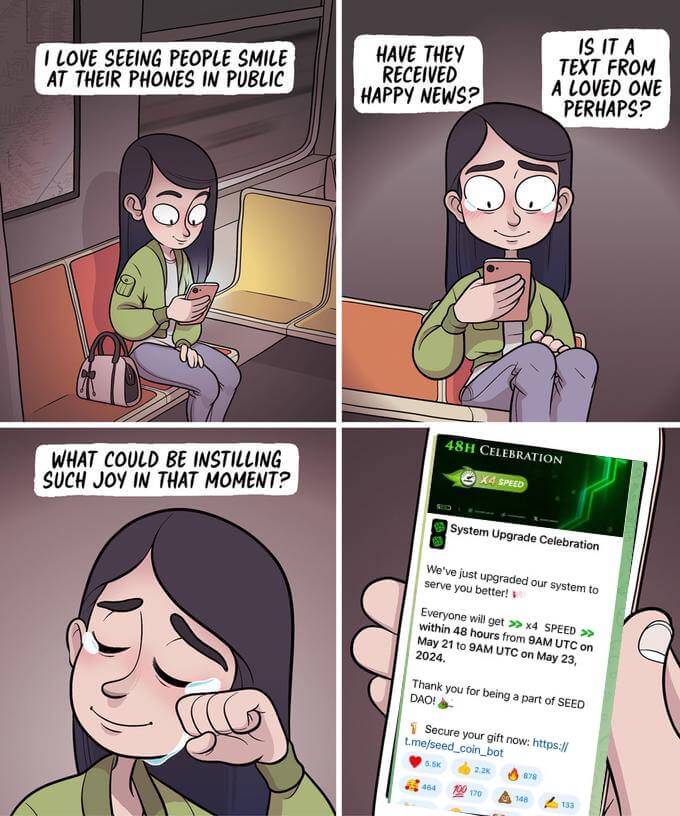 I LOVE SEEING PEOPLE SMILE
AT THEIR PHONES IN PUBLIC
HAVE THEY
RECEIVED
HAPPY NEWS?
IS IT A
TEXT FROM
A LOVED ONE
PERHAPS?
WHAT COULD BE INSTILLING
SUCH JOY IN THAT MOMENT?
48H CELEBRATION
X4 SPEED
SEED
System Upgrade Celebration
We've just upgraded our system to
serve you better!
Everyone will get >> x4 SPEED >>
within 48 hours from 9AM UTC on
May 21 to 9AM UTC on May 23,
2024.
Thank you for being a part of SEED
DAO!
Secure your gift now: https://
t.me/seed_coin_bot
5.5K 2.2K 878
464 100 170 148 133